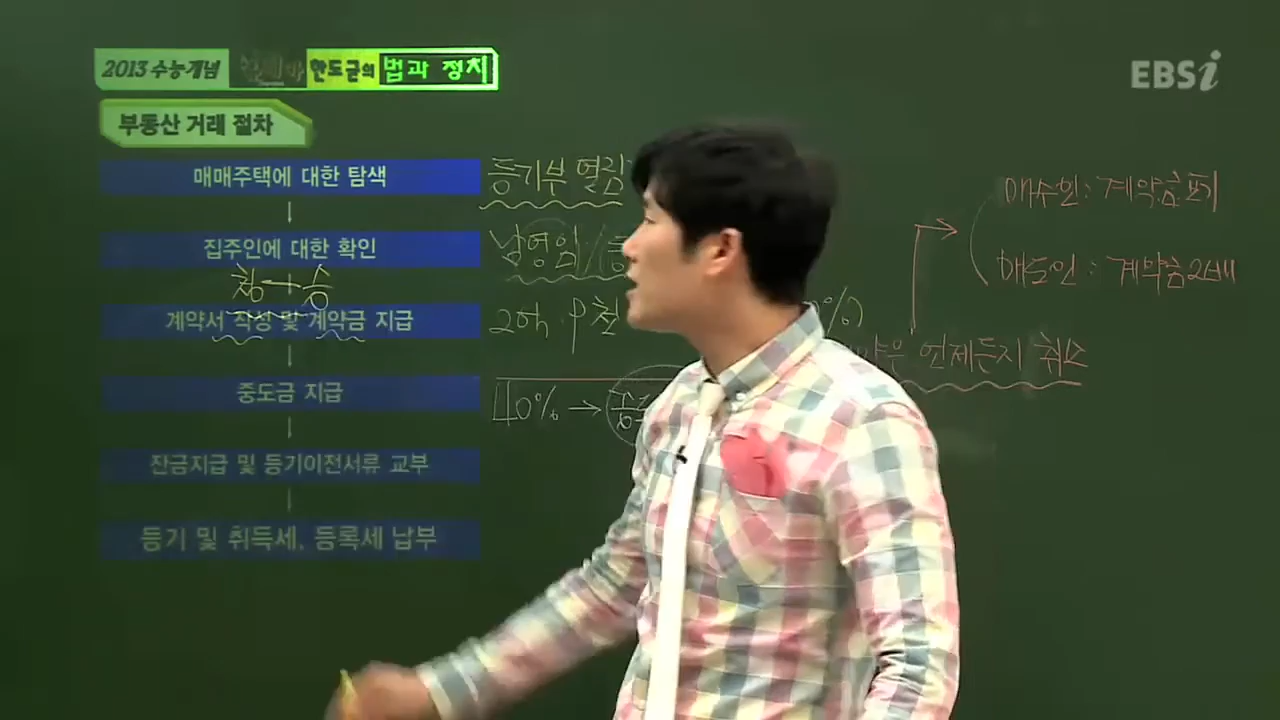 2013 수능개념 한도균의 법과 정치
EBSi
부동산 거래 절차
매매주택에 대한 탐색
등기부 열람
집주인에 대한 확인
계약서 작성 및 계약금 지급
2억
중도금 지급
40% →
잔금지급 및 등기이전서류 교부
등기 및 취득세, 등록세 납부
매수인 : 계약금 포기
매도인 : 계약금 2배
언제든지 취소